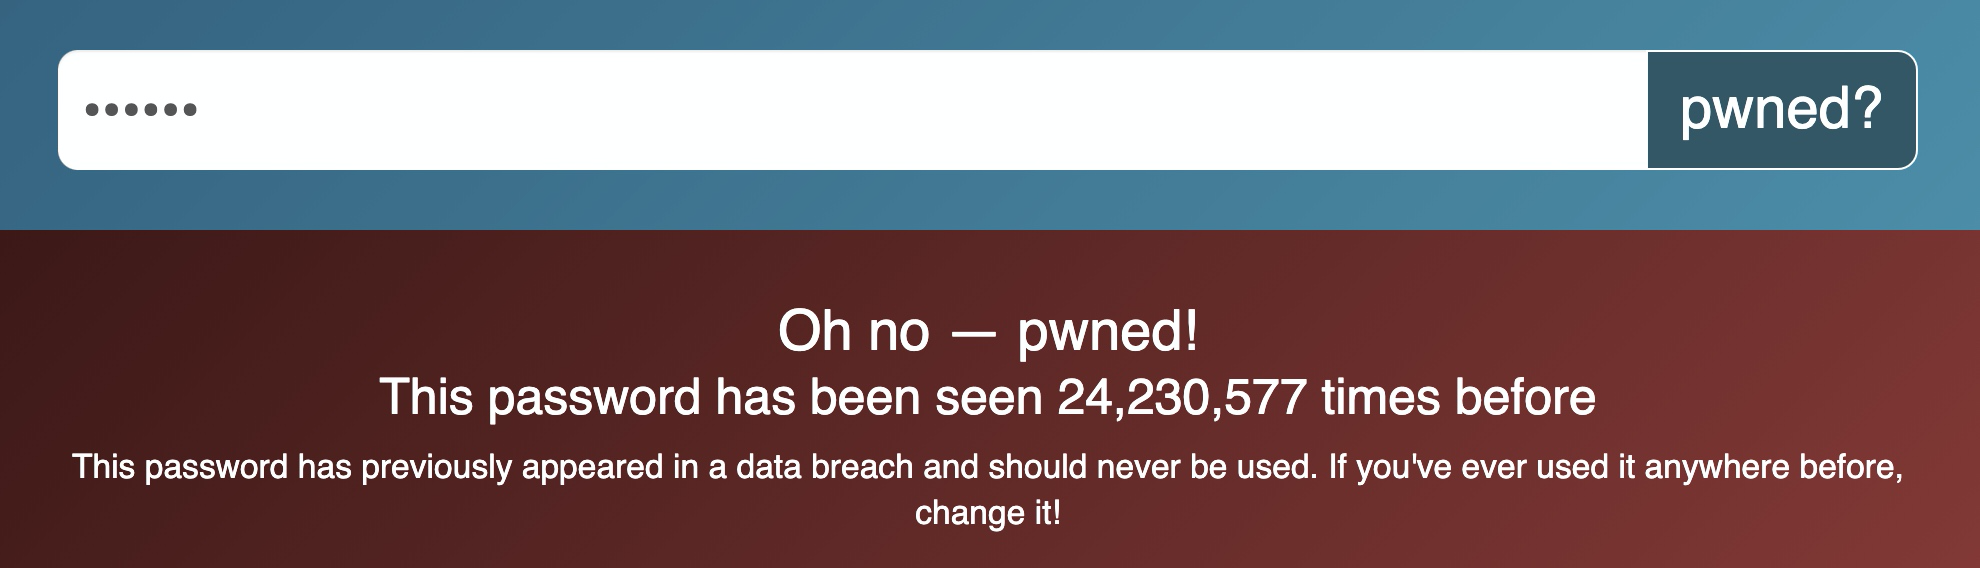 ••••••
pwned?
Oh no — pwned!
This password has been seen 24,230,577 times before
This password has previously appeared in a data breach and should never be used. If you've ever used it anywhere before,
change it!